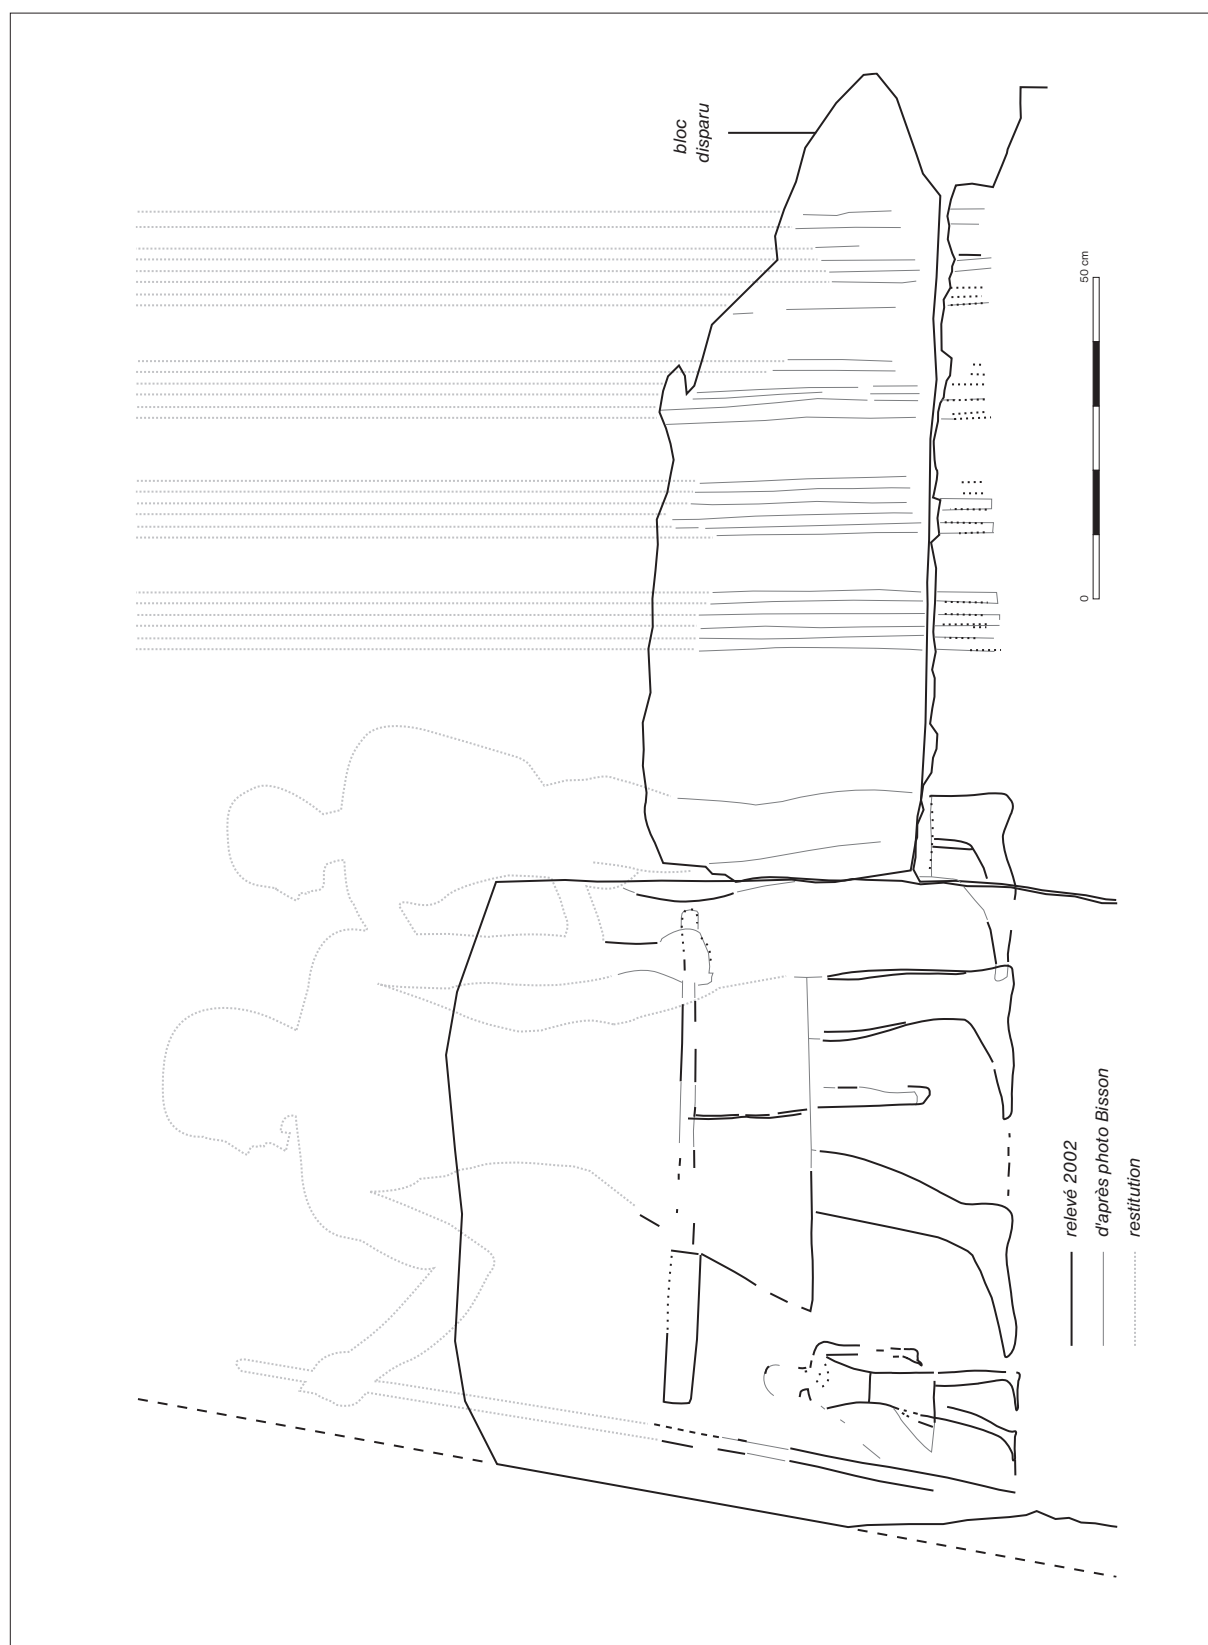 bloc
disparu
50 cm
0
relevé 2002
d'après photo Bisson
restitution